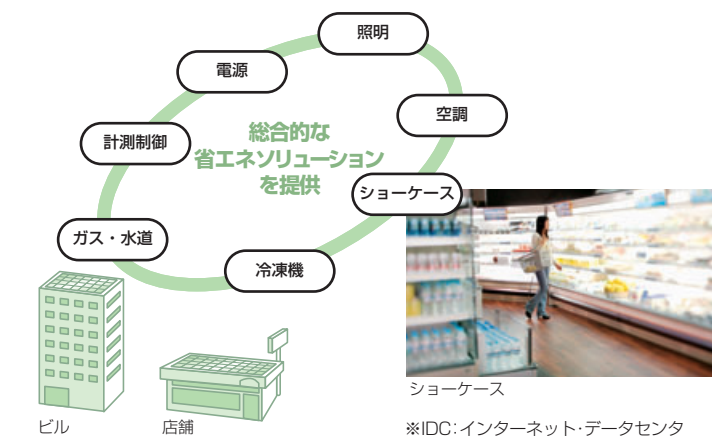 照明
電源
空調
計測制御
総合的な
省エネソリューション
を提供
ショーケース
ガス・水道
冷凍機
ショーケース
ビル
店舗
※IDC:インターネット・データセンタ